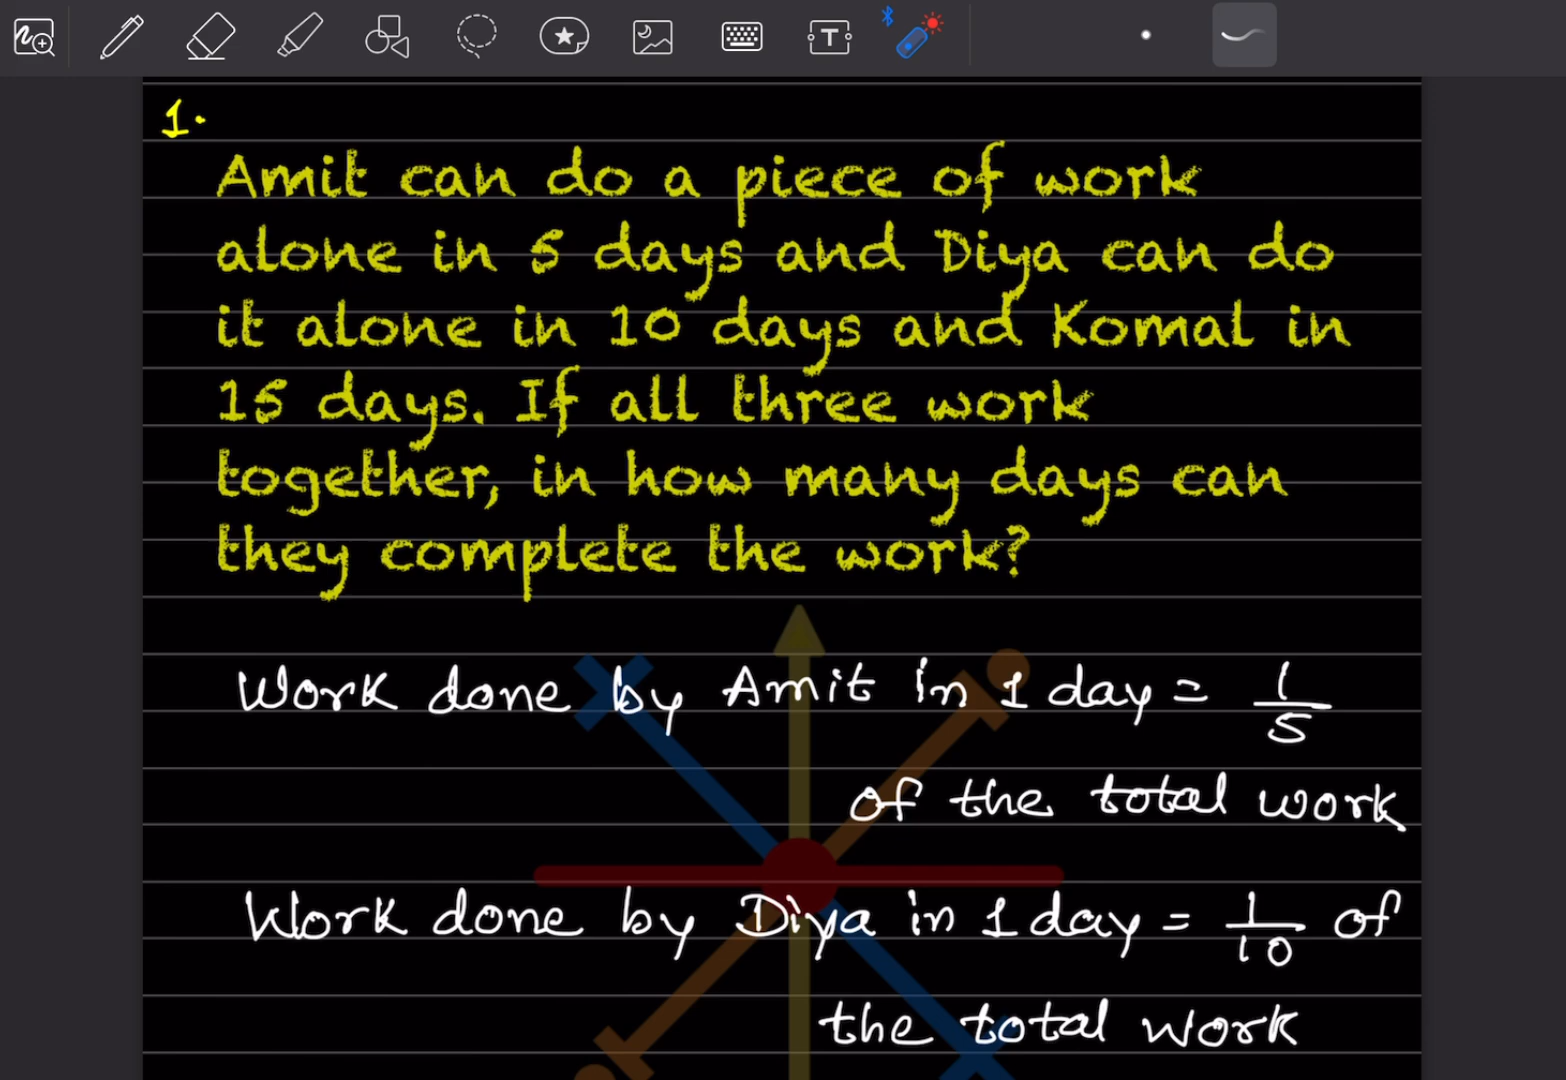 1.
Amit can do a piece of work
alone in 5 days and Diya can do
it alone in 10 days and Komal in
15 days. If all three work
together, in how many days can
they complete the work?
Work done by Amit in 1 day = 1/5
of the total work
Work done by Diya in 1 day = 1/10 of
the total work